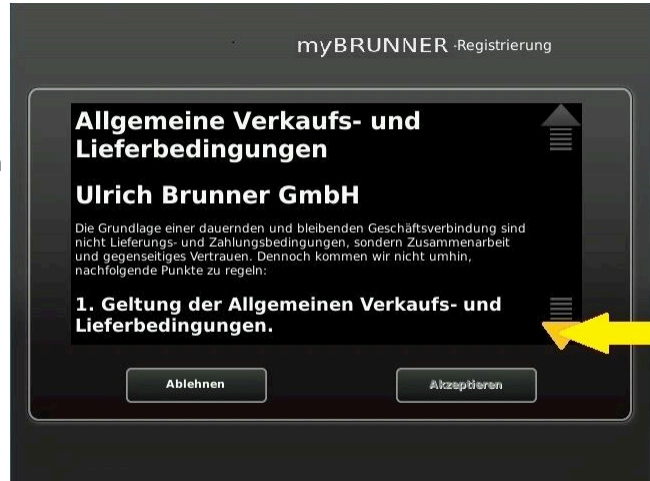 myBRUNNER -Registrierung
Allgemeine Verkaufs- und
Lieferbedingungen
Ulrich Brunner GmbH
Die Grundlage einer dauernden und bleibenden Geschäftsverbindung sind
nicht Lieferungs- und Zahlungsbedingungen, sondern Zusammenarbeit
und gegenseitiges Vertrauen. Dennoch kommen wir nicht umhin,
nachfolgende Punkte zu regeln:
1. Geltung der Allgemeinen Verkaufs- und
Lieferbedingungen.
Ablehnen
Akzeptieren